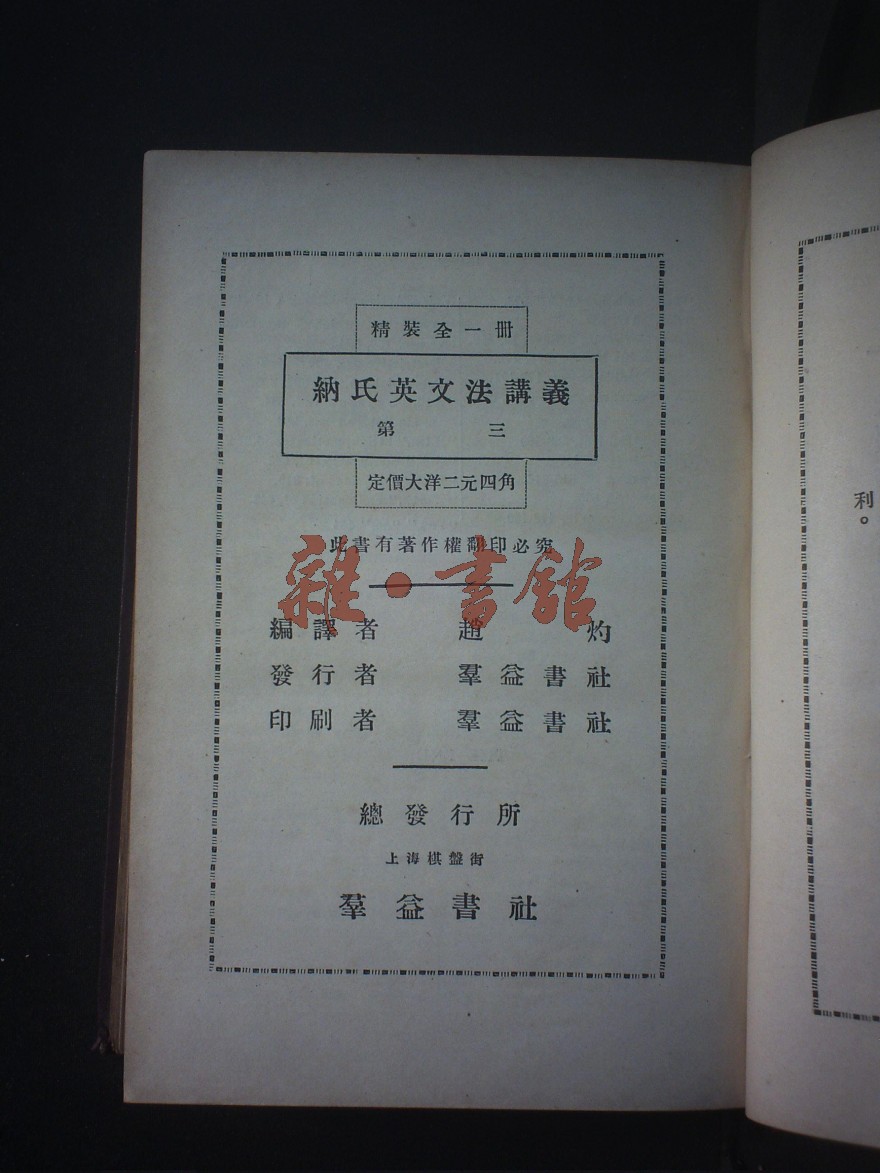 精裝全一冊
納氏英文法講義
第三
定價大洋二元四角
此書有著作權翻印必究
雜·書館
編譯者 趙灼
發行者 羣益書社
印刷者 羣益書社
總發行所
上海棋盤街
羣益書社
利。